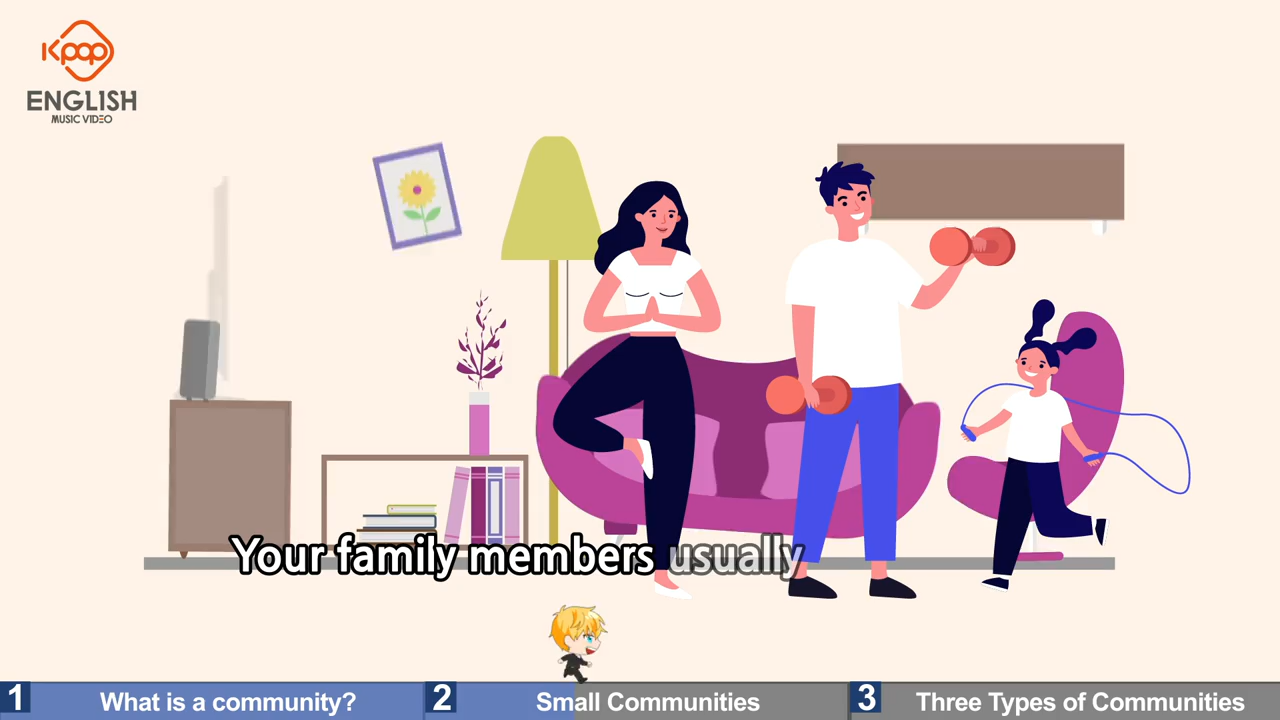 Kpop
ENGLISH
MUSIC VIDEO
Your family members usually
1 What is a community?
2 Small Communities
3 Three Types of Communities